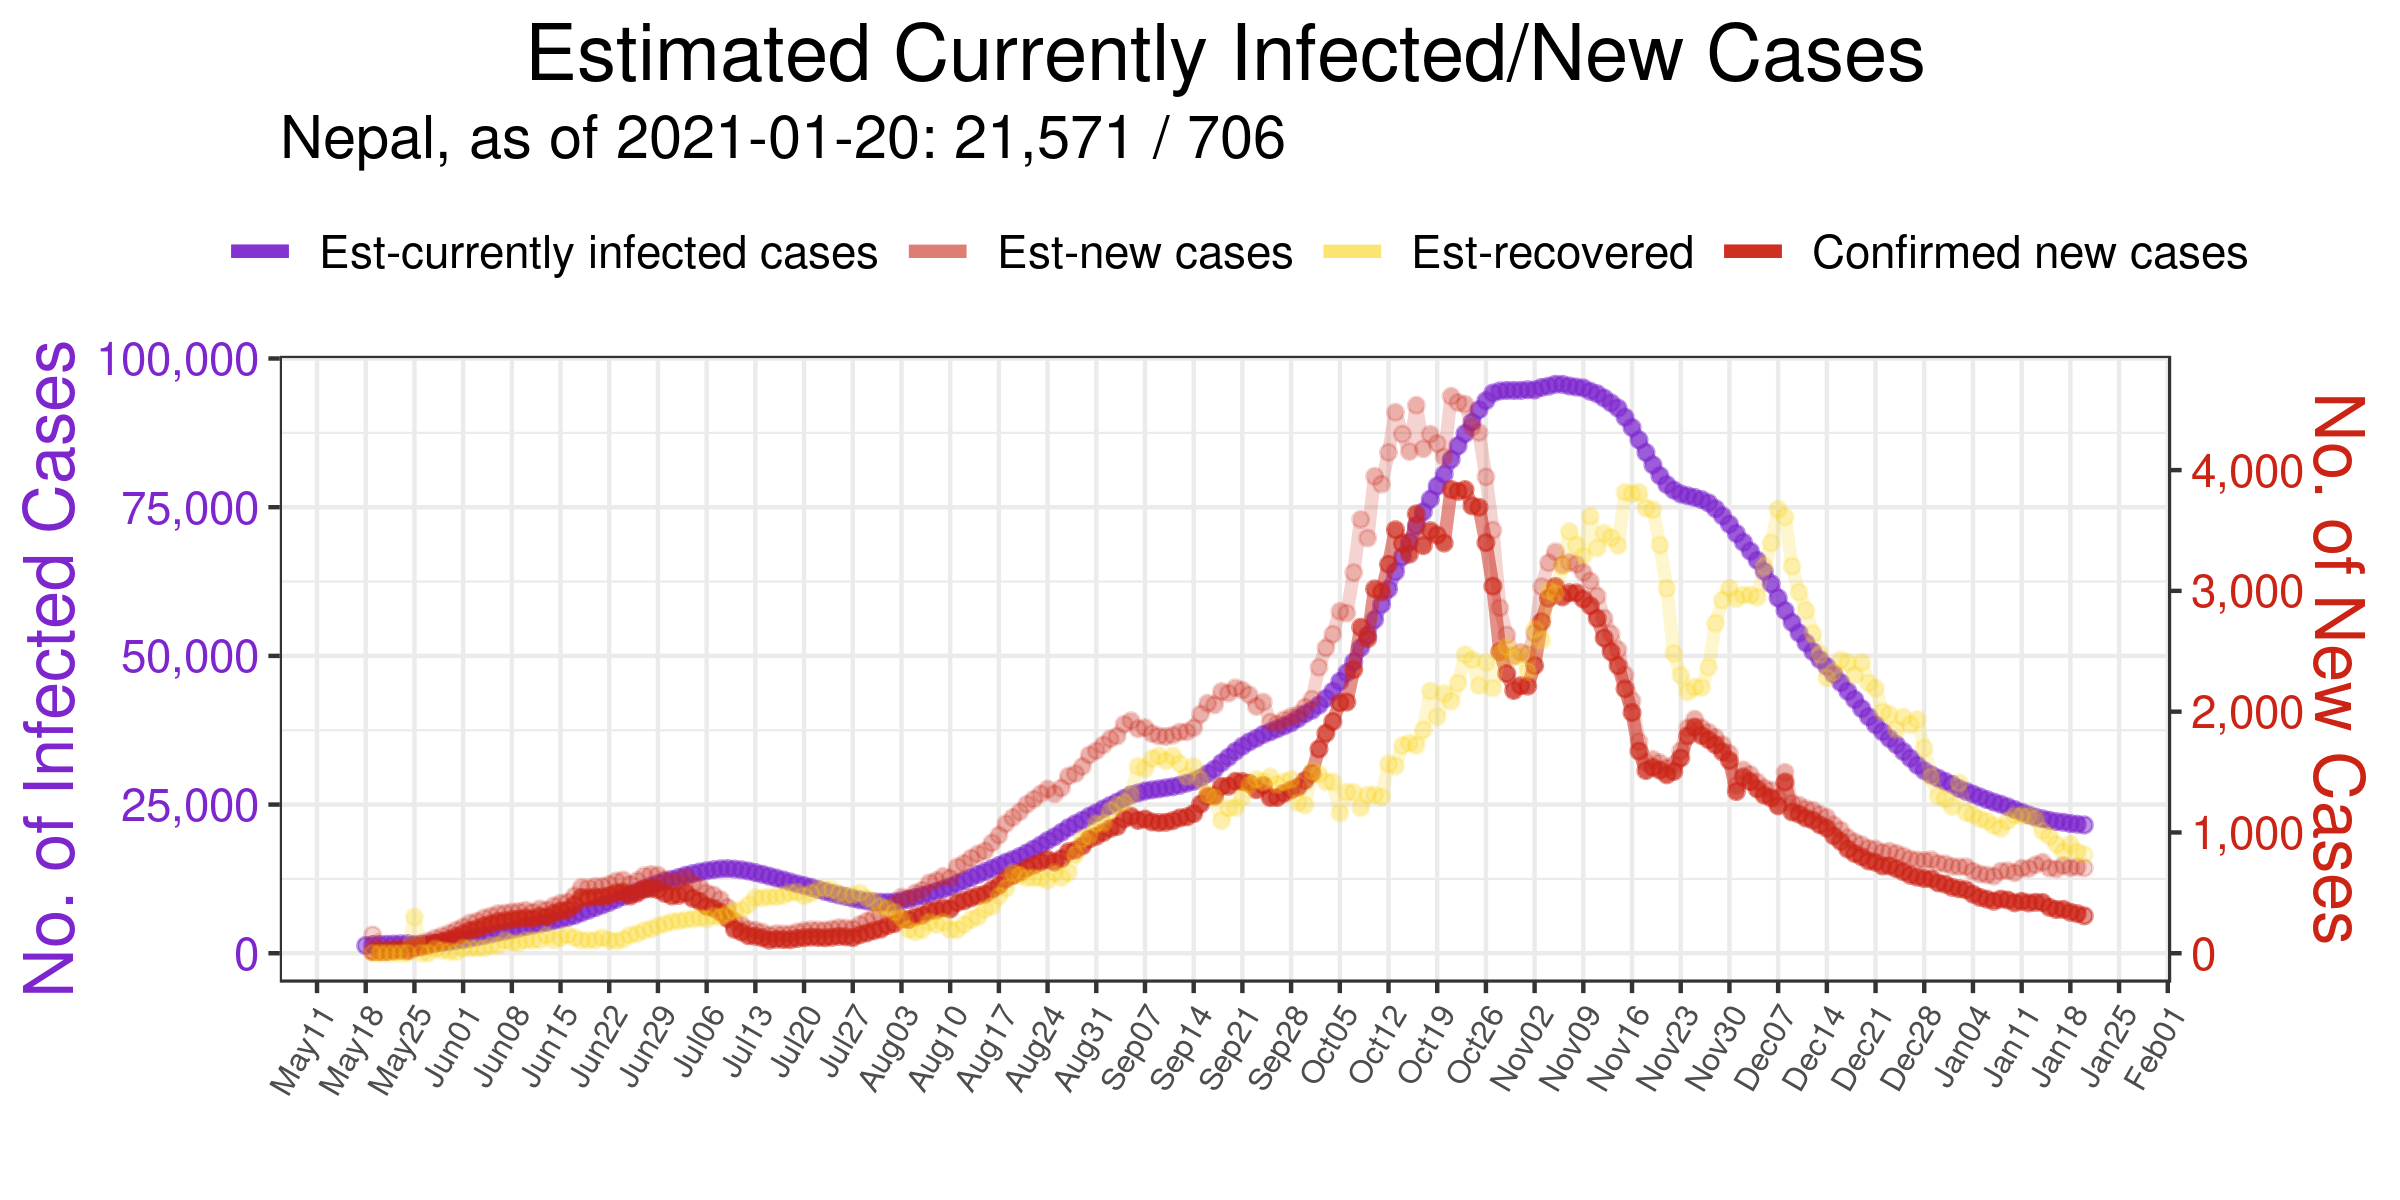 Estimated Currently Infected/New Cases
Nepal, as of 2021-01-20: 21,571 / 706
Est-currently infected cases Est-new cases Est-recovered Confirmed new cases
No. of Infected Cases
100,000
75,000
50,000
25,000
0
4,000
3,000
2,000
1,000
0
No. of New Cases
May11 May18 May25 Jun01 Jun08 Jun15 Jun22 Jun29 Jul06 Jul13 Jul20 Jul27 Aug03 Aug10 Aug17 Aug24 Aug31 Sep07 Sep14 Sep21 Sep28 Oct05 Oct12 Oct19 Oct26 Nov02 Nov09 Nov16 Nov23 Nov30 Dec07 Dec14 Dec21 Dec28 Jan04 Jan11 Jan18 Jan25 Feb01